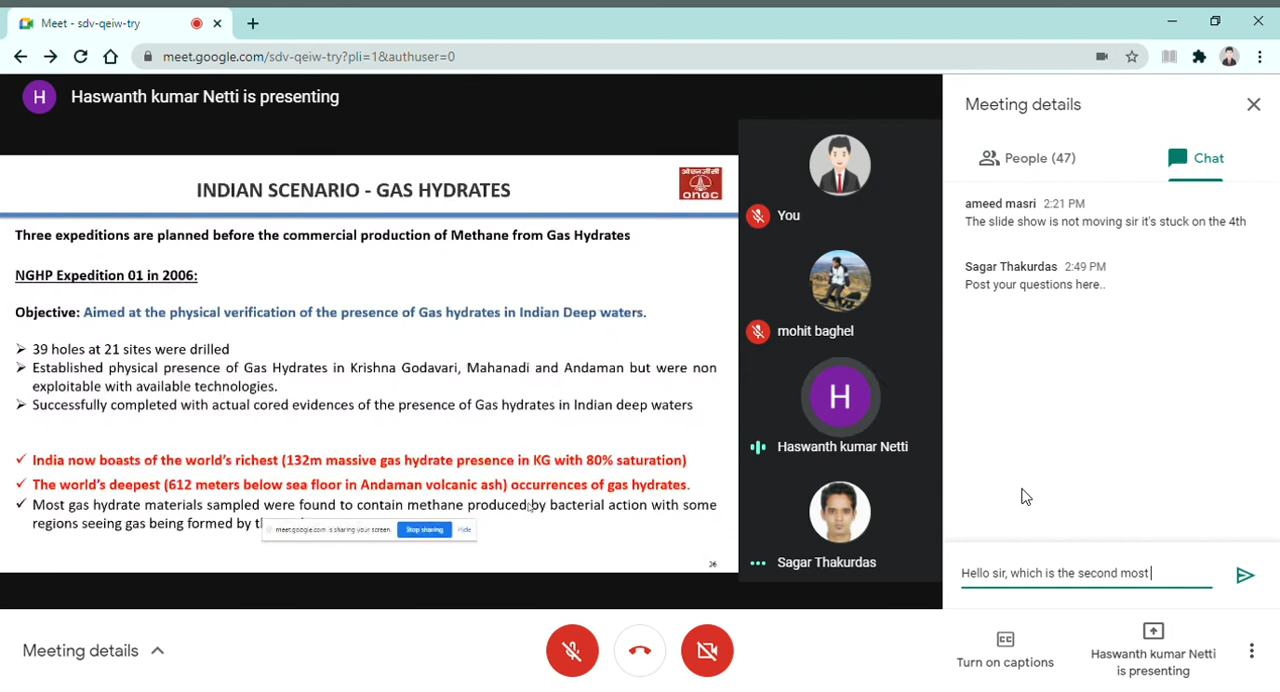 Meet - sdv-qeiw-try
meet.google.com/sdv-qeiw-try?pli=1&authuser=0
H
Haswanth kumar Netti is presenting
INDIAN SCENARIO - GAS HYDRATES
ओएनजीसी
ONGC
Three expeditions are planned before the commercial production of Methane from Gas Hydrates
NGHP Expedition 01 in 2006:
Objective: Aimed at the physical verification of the presence of Gas hydrates in Indian Deep waters.
➢ 39 holes at 21 sites were drilled
➢ Established physical presence of Gas Hydrates in Krishna Godavari, Mahanadi and Andaman but were non
exploitable with available technologies.
➢ Successfully completed with actual cored evidences of the presence of Gas hydrates in Indian deep waters
✓ India now boasts of the world's richest (132m massive gas hydrate presence in KG with 80% saturation)
✓ The world's deepest (612 meters below sea floor in Andaman volcanic ash) occurrences of gas hydrates.
✓ Most gas hydrate materials sampled were found to contain methane produced by bacterial action with some
regions seeing gas being formed by
meet.google.com is sharing your screen. Stop sharing Hide
26
You
mohit baghel
H
Haswanth kumar Netti
Sagar Thakurdas
Meeting details
People (47)
Chat
ameed masri 2:21 PM
The slide show is not moving sir it's stuck on the 4th
Sagar Thakurdas 2:49 PM
Post your questions here..
Hello sir, which is the second most
Meeting details
CC
Turn on captions
Haswanth kumar Netti
is presenting